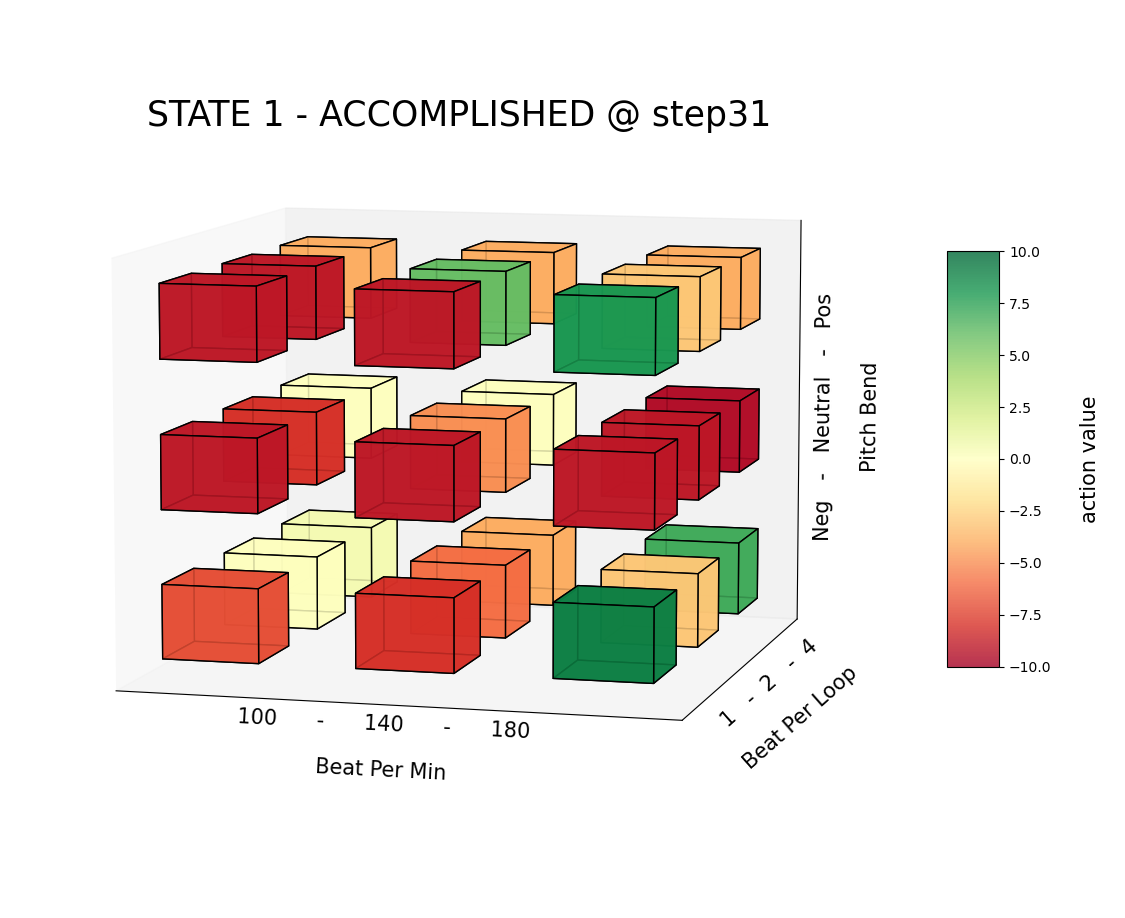 STATE 1 - ACCOMPLISHED @ step31
Neg - Neutral - Pos
Pitch Bend
100 - 140 - 180
Beat Per Min
1 - 2 - 4
Beat Per Loop
10.0
7.5
5.0
2.5
0.0
−2.5
−5.0
−7.5
−10.0
action value